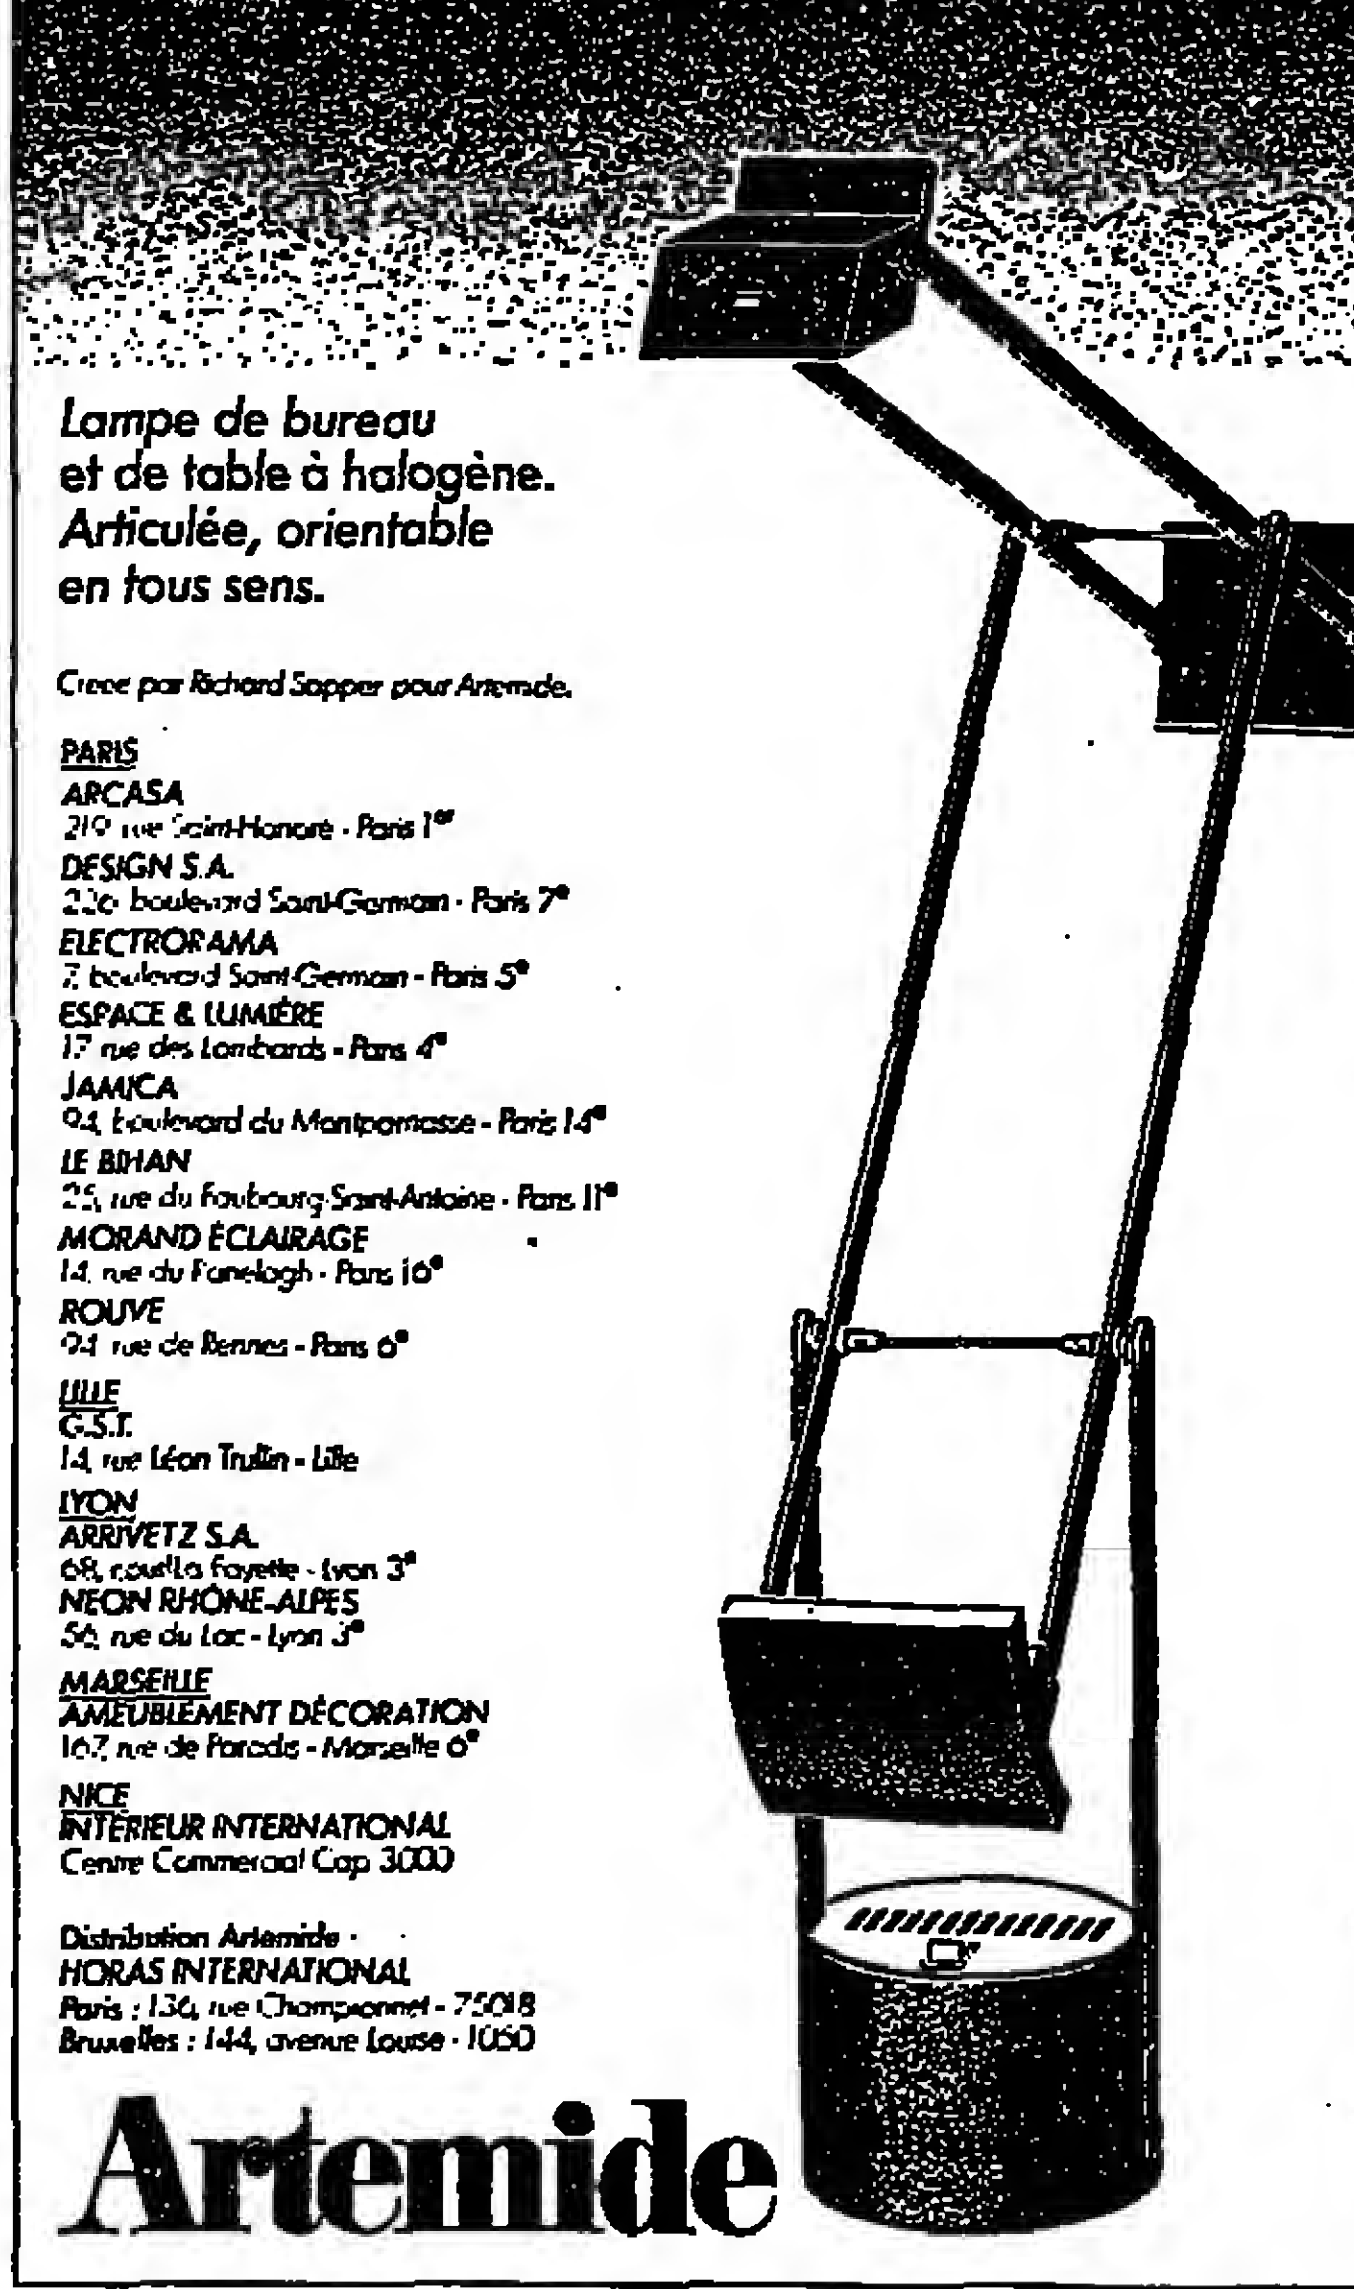 Lampe de bureau
et de table à halogène.
Articulée, orientable
en tous sens.
Créée par Richard Sapper pour Artemide.
PARIS
ARCASA
219, rue Saint-Honoré - Paris 1er
DESIGN S.A.
226, boulevard Saint-Germain - Paris 7e
ELECTRORAMA
7, boulevard Saint-Germain - Paris 5e
ESPACE & LUMIÈRE
17, rue des Lombards - Paris 4e
JAMICA
94, boulevard du Montparnasse - Paris 14e
LE BIHAN
25, rue du Faubourg-Saint-Antoine - Paris 11e
MORAND ÉCLAIRAGE
14, rue du Ranelagh - Paris 16e
ROUVE
94, rue de Rennes - Paris 6e
LILLE
G.S.T.
14, rue Léon Trulin - Lille
LYON
ARRIVETZ S.A.
68, cours La Fayette - Lyon 3e
NEON RHÔNE-ALPES
56, rue du Lac - Lyon 3e
MARSEILLE
AMEUBLEMENT DÉCORATION
167, rue de Paradis - Marseille 6e
NICE
INTÉRIEUR INTERNATIONAL
Centre Commercial Cap 3000
Distribution Artemide -
HORAS INTERNATIONAL
Paris : 136, rue Championnet - 75018
Bruxelles : 144, avenue Louise - 1050
Artemide